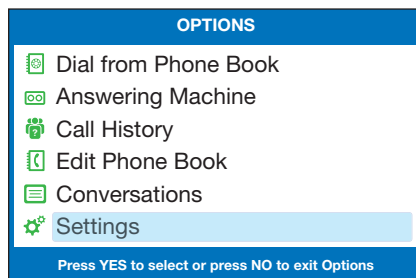 OPTIONS
Dial from Phone Book
Answering Machine
Call History
Edit Phone Book
Conversations
Settings
Press YES to select or press NO to exit Options